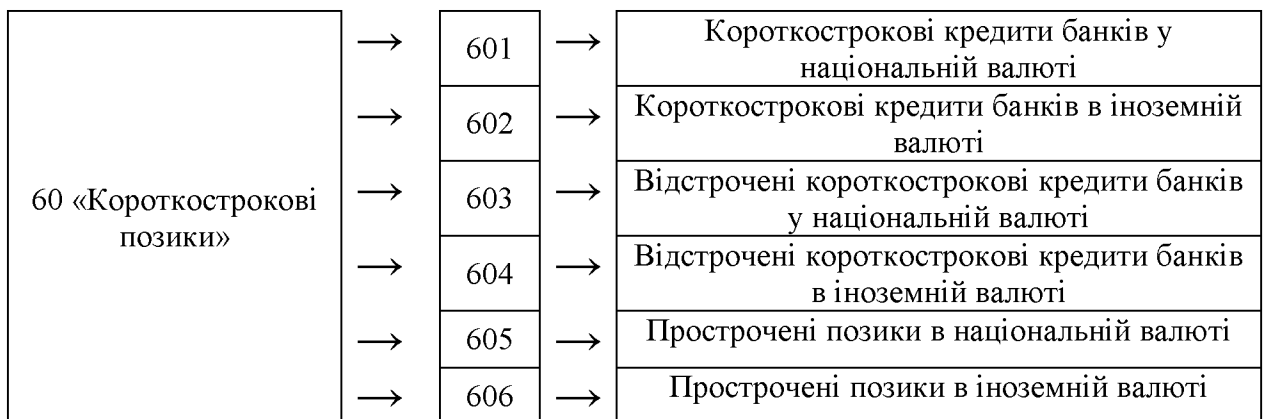 60 «Короткострокові
позики»
→ 601 → Короткострокові кредити банків у
національній валюті
→ 602 → Короткострокові кредити банків в іноземній
валюті
→ 603 → Відстрочені короткострокові кредити банків
у національній валюті
→ 604 → Відстрочені короткострокові кредити банків
в іноземній валюті
→ 605 → Прострочені позики в національній валюті
→ 606 → Прострочені позики в іноземній валюті